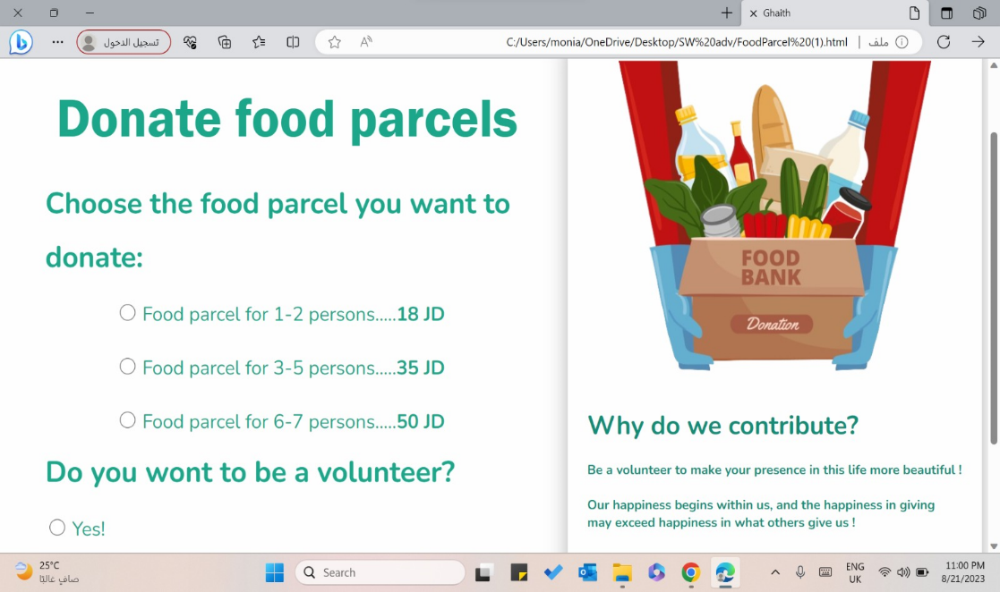 Ghaith
تسجيل الدخول
C:/Users/monia/OneDrive/Desktop/SW%20adv/FoodParcel%20(1).html | ملف
Donate food parcels
Choose the food parcel you want to
donate:
Food parcel for 1-2 persons.....18 JD
Food parcel for 3-5 persons.....35 JD
Food parcel for 6-7 persons.....50 JD
Do you wont to be a volunteer?
Yes!
FOOD
BANK
Donation
Why do we contribute?
Be a volunteer to make your presence in this life more beautiful !
Our happiness begins within us, and the happiness in giving
may exceed happiness in what others give us !
25°C
صافٍ غالبًا
Search
ENG
UK
11:00 PM
8/21/2023